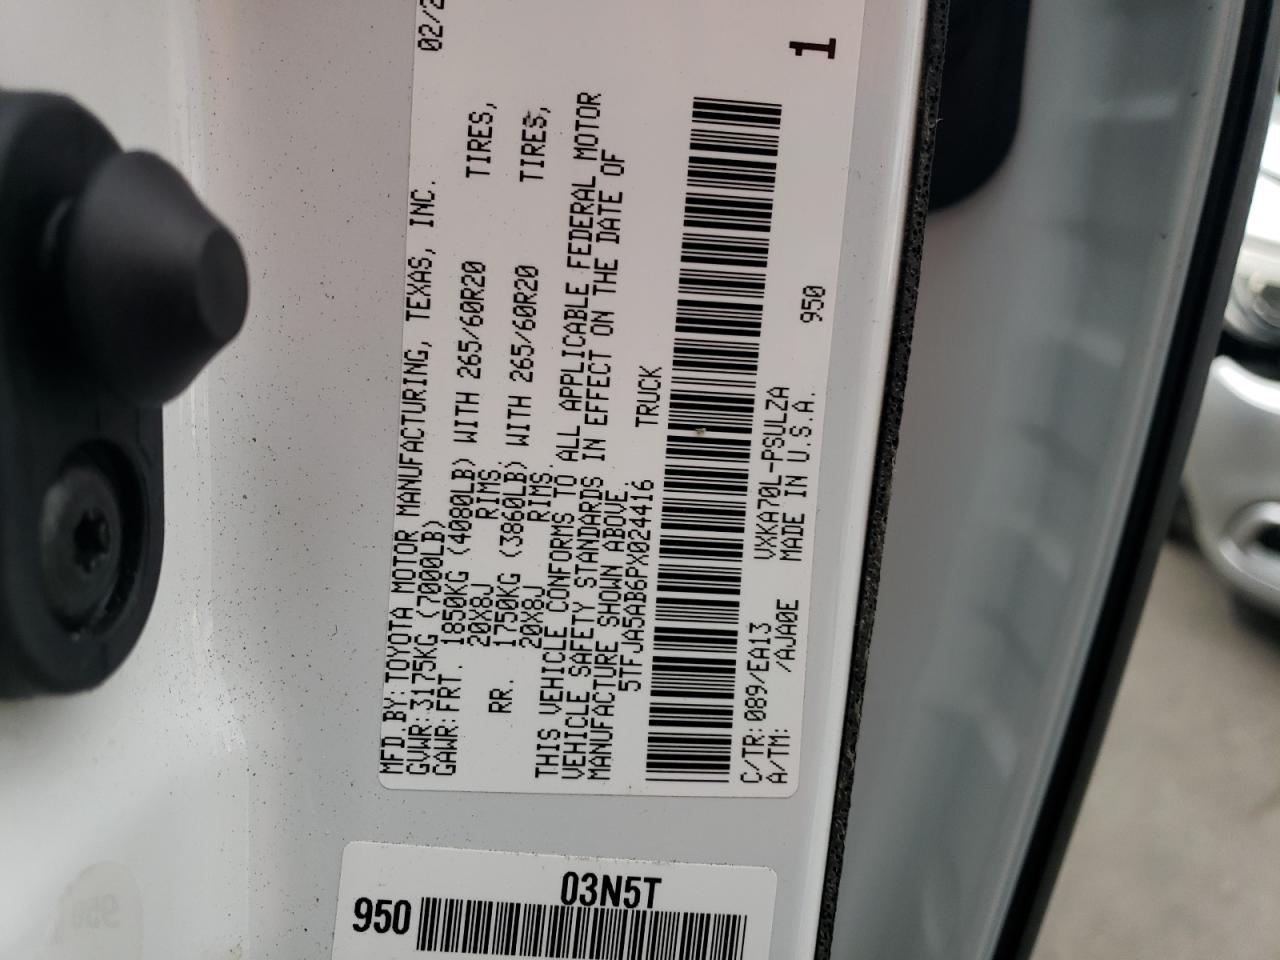 MFD.BY:TOYOTA MOTOR MANUFACTURING, TEXAS, INC.
GVWR:3175KG (7000LB)
GAWR:FRT. 1850KG (4080LB) WITH 265/60R20 TIRES,
20X8J RIMS.
RR. 1750KG (3860LB) WITH 265/60R20 TIRES,
20X8J RIMS.
THIS VEHICLE CONFORMS TO ALL APPLICABLE FEDERAL MOTOR
VEHICLE SAFETY STANDARDS IN EFFECT ON THE DATE OF
MANUFACTURE SHOWN ABOVE.
5TFJA5AB6PX024416 TRUCK
C/TR:089/EA13 VXKA70L-PSULZA 950
A/TM: /AJA0E MADE IN U.S.A.
1
03N5T
950
950